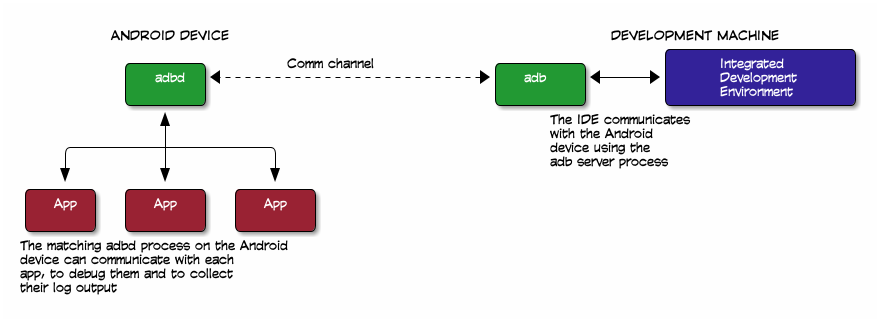 ANDROID DEVICE
DEVELOPMENT MACHINE
Comm channel
adbd
adb
Integrated
Development
Environment
The IDE communicates
with the Android
device using the
adb server process
App
App
App
The matching adbd process on the Android
device can communicate with each
app, to debug them and to collect
their log output